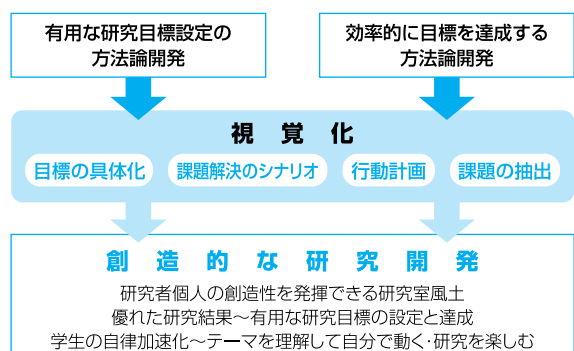 有用な研究目標設定の
方法論開発
効率的に目標を達成する
方法論開発
視覚化
目標の具体化
課題解決のシナリオ
行動計画
課題の抽出
創造的な研究開発
研究者個人の創造性を発揮できる研究室風土
優れた研究結果～有用な研究目標の設定と達成
学生の自律加速化～テーマを理解して自分で動く・研究を楽しむ